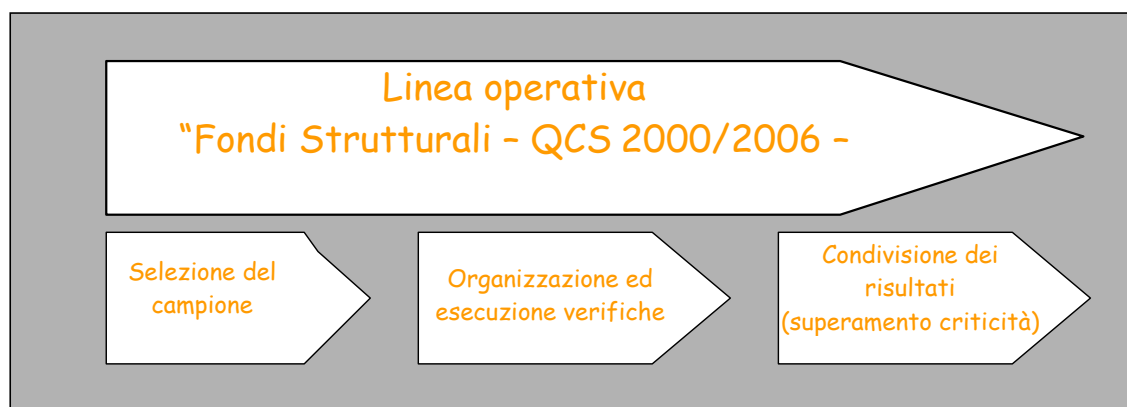 Linea operativa
“Fondi Strutturali – QCS 2000/2006 –
Selezione del
campione
Organizzazione ed
esecuzione verifiche
Condivisione dei
risultati
(superamento criticità)